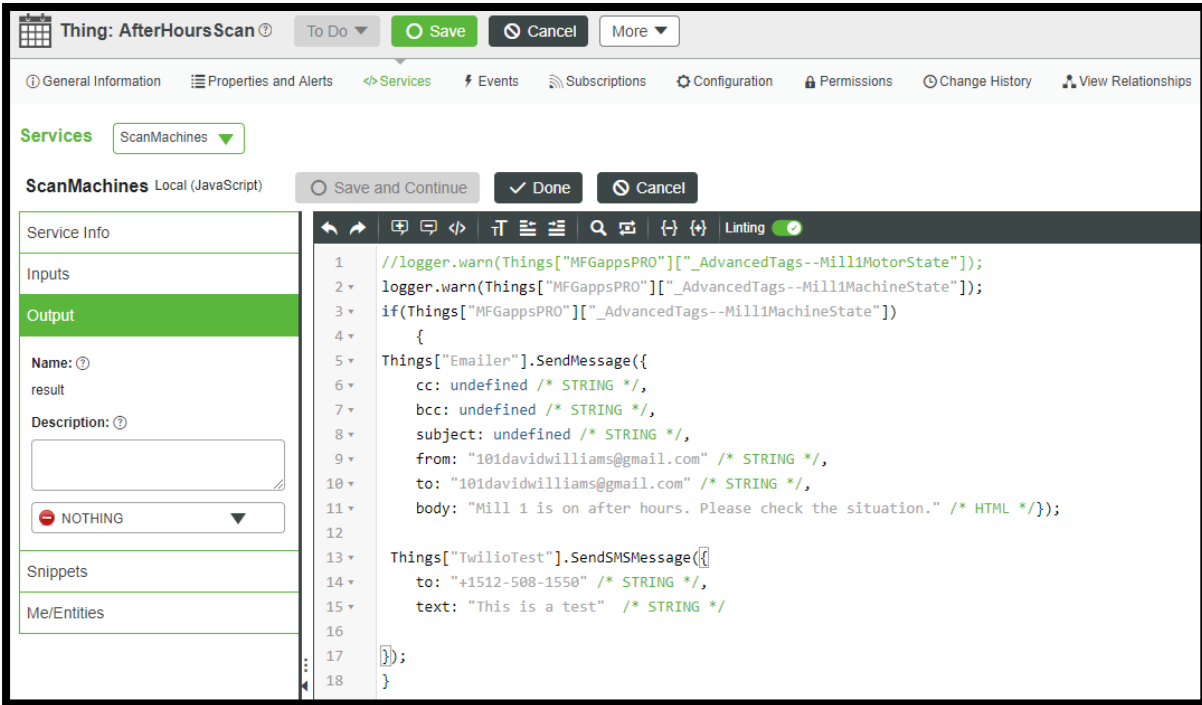 Thing: AfterHoursScan To Do Save Cancel More
General Information Properties and Alerts </> Services Events Subscriptions Configuration Permissions Change History View Relationships
Services ScanMachines
ScanMachines Local (JavaScript) Save and Continue Done Cancel
Service Info
Inputs
Output
Name:
result
Description:
NOTHING
Snippets
Me/Entities
Linting
1 //logger.warn(Things["MFGappsPRO"]["_AdvancedTags--Mill1MotorState"]);
2 logger.warn(Things["MFGappsPRO"]["_AdvancedTags--Mill1MachineState"]);
3 if(Things["MFGappsPRO"]["_AdvancedTags--Mill1MachineState"])
4 {
5 Things["Emailer"].SendMessage({
6 cc: undefined /* STRING */,
7 bcc: undefined /* STRING */,
8 subject: undefined /* STRING */,
9 from: "101davidwilliams@gmail.com" /* STRING */,
10 to: "101davidwilliams@gmail.com" /* STRING */,
11 body: "Mill 1 is on after hours. Please check the situation." /* HTML */});
12
13 Things["TwilioTest"].SendSMSMessage({
14 to: "+1512-508-1550" /* STRING */,
15 text: "This is a test" /* STRING */
16
17 });
18 }